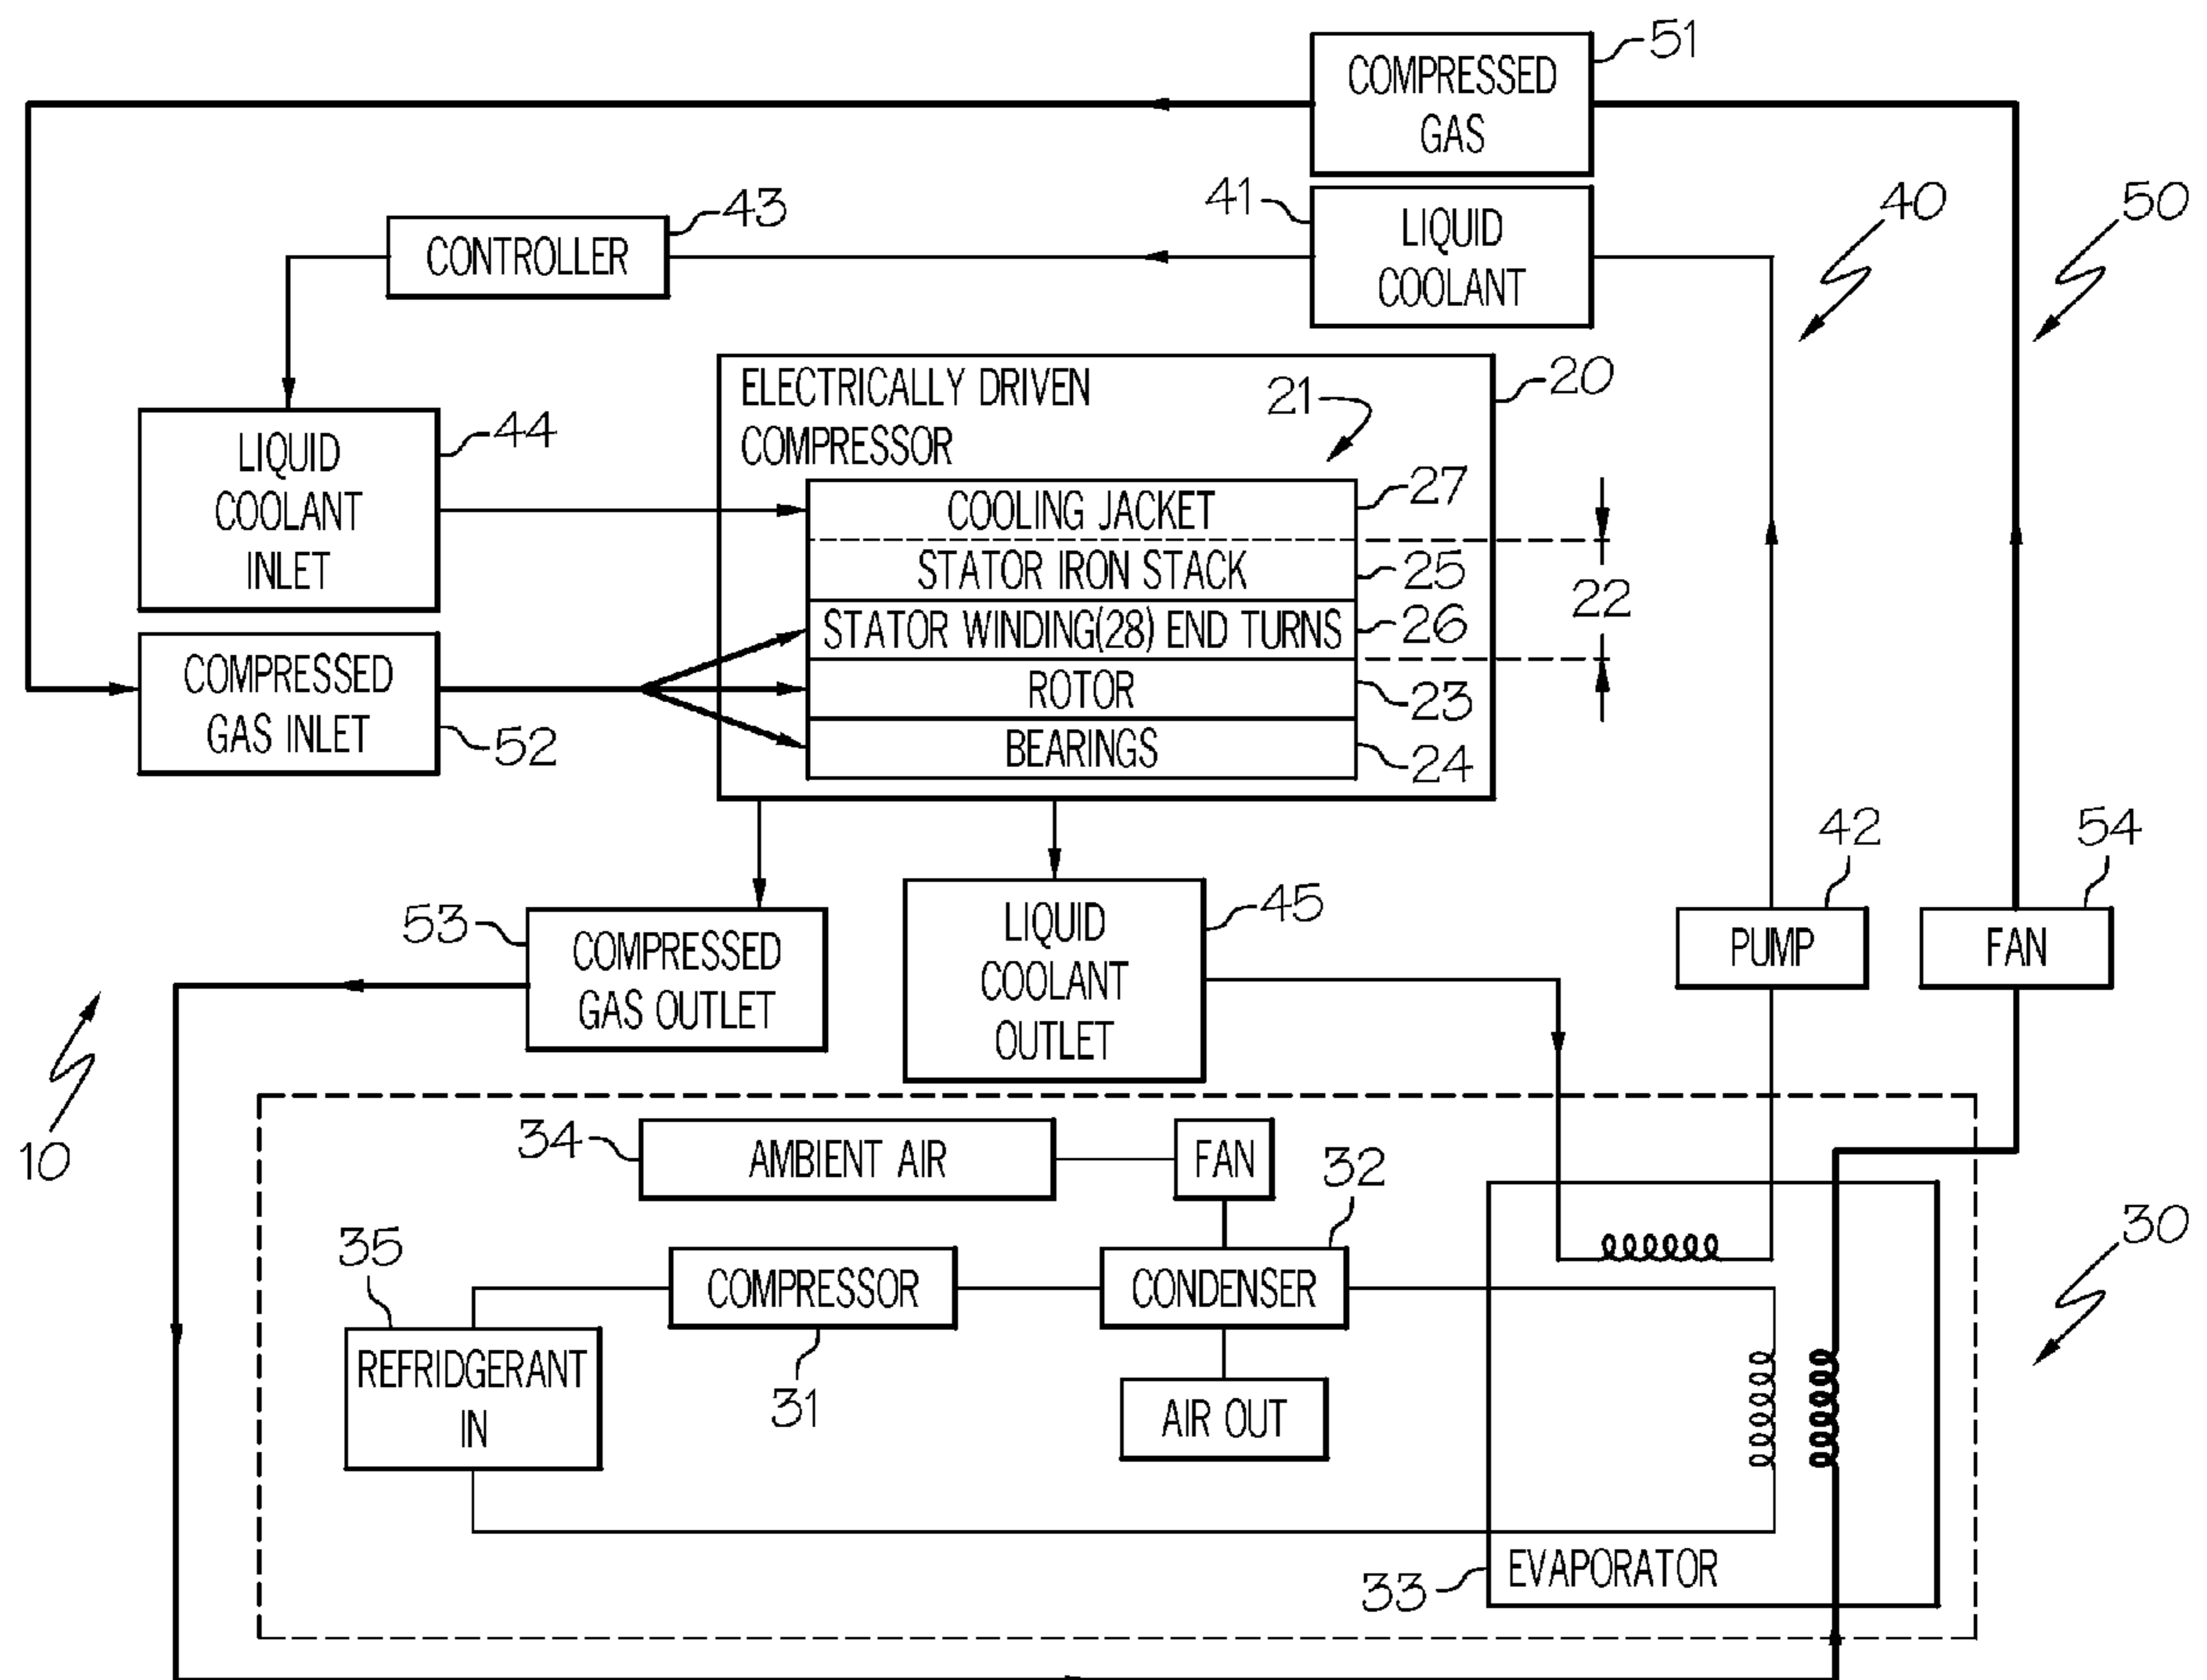 COMPRESSED
GAS
51
LIQUID
COOLANT
41
40
50
CONTROLLER
43
ELECTRICALLY DRIVEN
COMPRESSOR
20
21
LIQUID
COOLANT
INLET
44
COOLING JACKET
27
STATOR IRON STACK
25
22
STATOR WINDING(28) END TURNS
26
COMPRESSED
GAS INLET
52
ROTOR
23
BEARINGS
24
PUMP
42
FAN
54
53
COMPRESSED
GAS OUTLET
LIQUID
COOLANT
OUTLET
45
10
34
AMBIENT AIR
FAN
32
35
COMPRESSOR
31
CONDENSER
30
REFRIDGERANT
IN
AIR OUT
33
EVAPORATOR